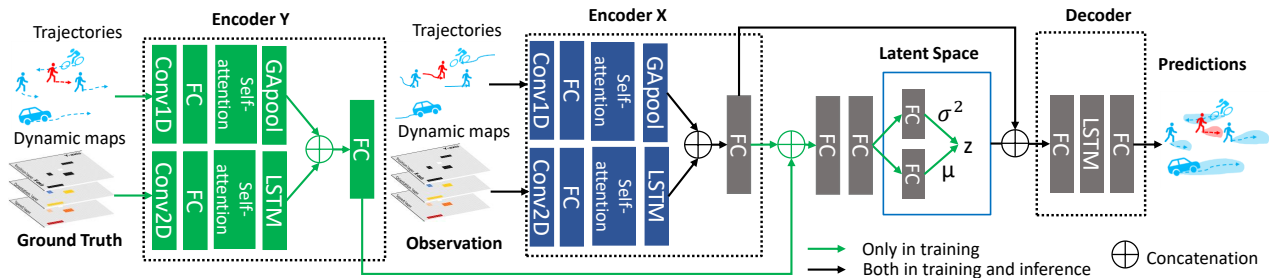 Encoder Y
Encoder X
Decoder
Trajectories
Conv1D
FC
Self-
attention
GApool
Dynamic maps
Conv2D
FC
Self-
attention
LSTM
Ground Truth
FC
Trajectories
Conv1D
FC
Self-
attention
GApool
Dynamic maps
Conv2D
FC
Self-
attention
LSTM
Observation
FC
FC
FC
Latent Space
FC
σ²
z
FC
μ
FC
LSTM
FC
Predictions
Only in training
Both in training and inference
Concatenation